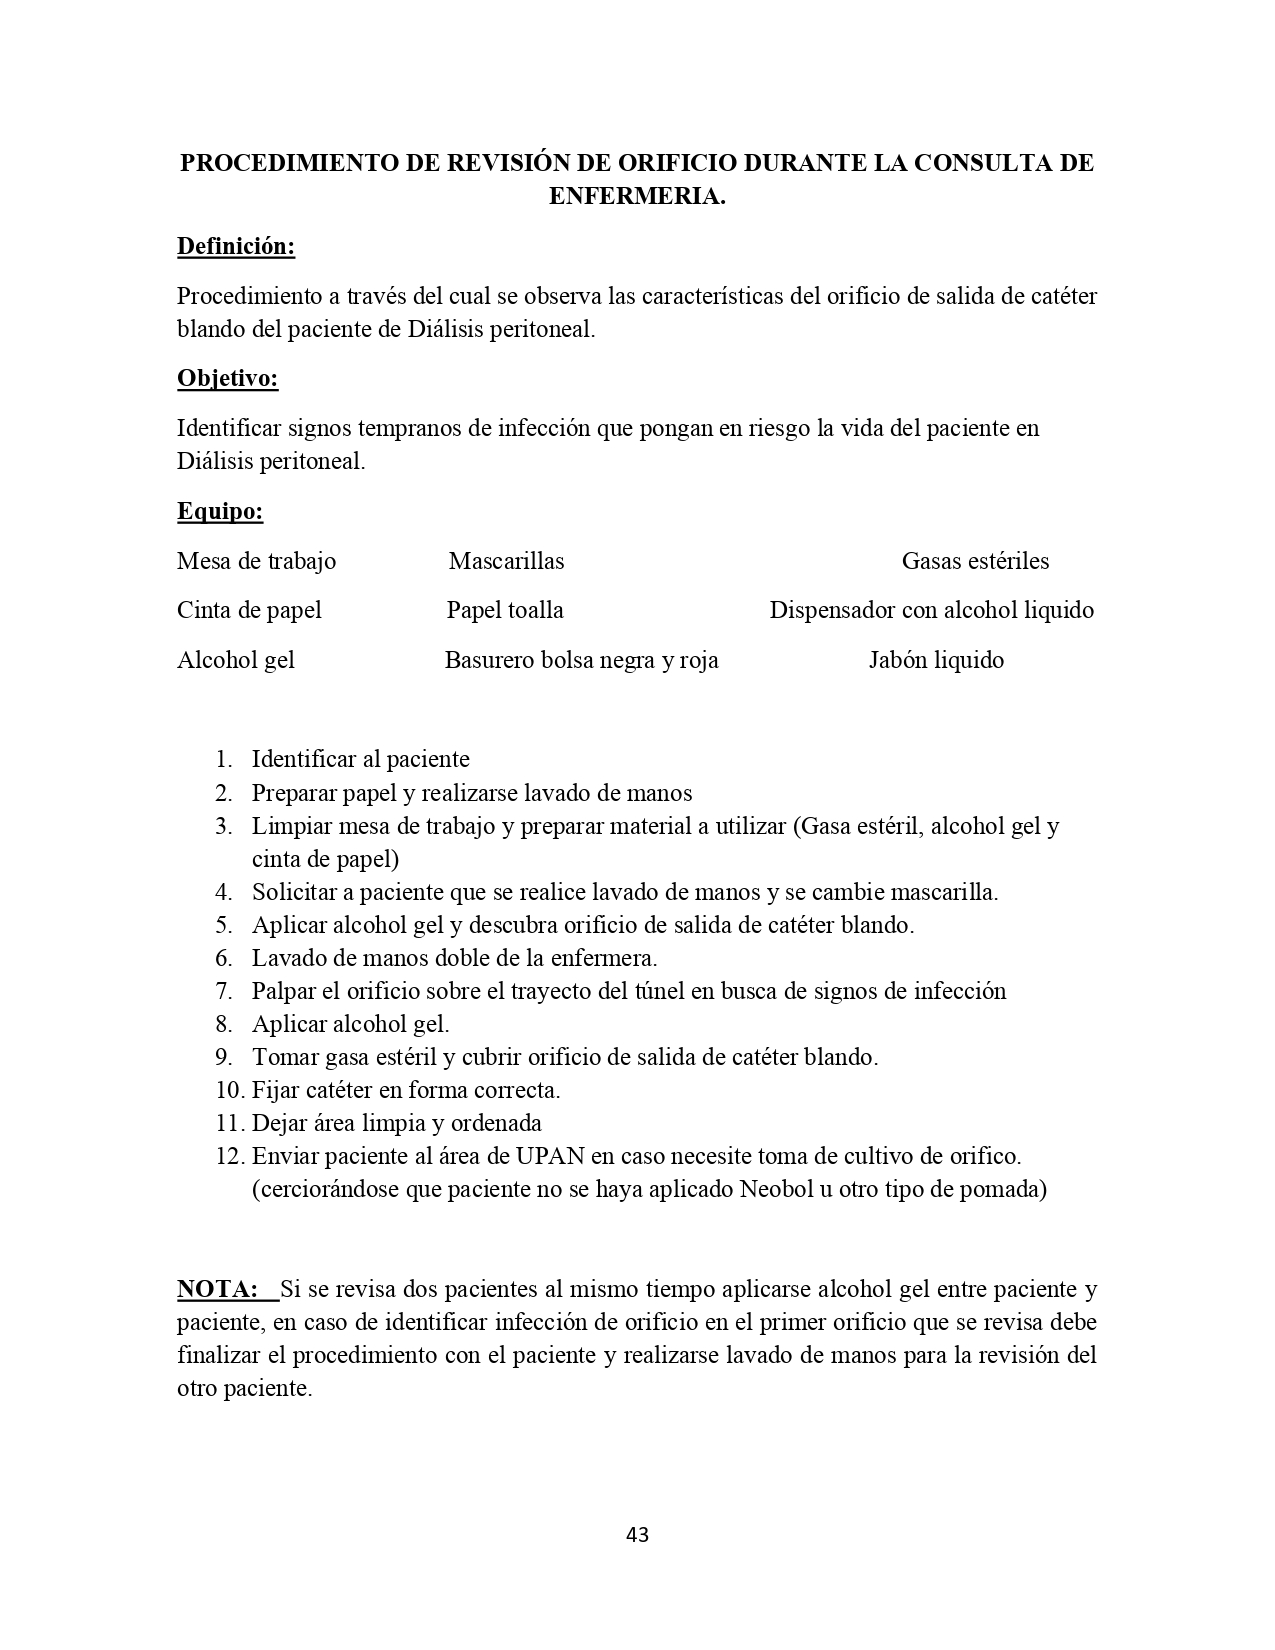 PROCEDIMIENTO DE REVISIÓN DE ORIFICIO DURANTE LA CONSULTA DE
ENFERMERIA.
Definición:
Procedimiento a través del cual se observa las características del orificio de salida de catéter
blando del paciente de Diálisis peritoneal.
Objetivo:
Identificar signos tempranos de infección que pongan en riesgo la vida del paciente en
Diálisis peritoneal.
Equipo:
Mesa de trabajo Mascarillas Gasas estériles
Cinta de papel Papel toalla Dispensador con alcohol liquido
Alcohol gel Basurero bolsa negra y roja Jabón liquido
1. Identificar al paciente
2. Preparar papel y realizarse lavado de manos
3. Limpiar mesa de trabajo y preparar material a utilizar (Gasa estéril, alcohol gel y
cinta de papel)
4. Solicitar a paciente que se realice lavado de manos y se cambie mascarilla.
5. Aplicar alcohol gel y descubra orificio de salida de catéter blando.
6. Lavado de manos doble de la enfermera.
7. Palpar el orificio sobre el trayecto del túnel en busca de signos de infección
8. Aplicar alcohol gel.
9. Tomar gasa estéril y cubrir orificio de salida de catéter blando.
10. Fijar catéter en forma correcta.
11. Dejar área limpia y ordenada
12. Enviar paciente al área de UPAN en caso necesite toma de cultivo de orifico.
(cerciorándose que paciente no se haya aplicado Neobol u otro tipo de pomada)
NOTA: Si se revisa dos pacientes al mismo tiempo aplicarse alcohol gel entre paciente y
paciente, en caso de identificar infección de orificio en el primer orificio que se revisa debe
finalizar el procedimiento con el paciente y realizarse lavado de manos para la revisión del
otro paciente.
43